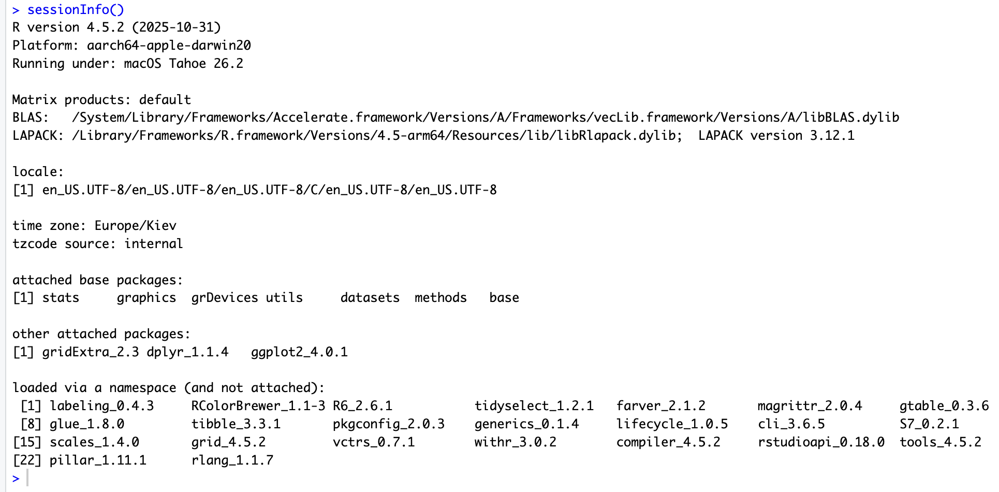 > sessionInfo()
R version 4.5.2 (2025-10-31)
Platform: aarch64-apple-darwin20
Running under: macOS Tahoe 26.2

Matrix products: default
BLAS:   /System/Library/Frameworks/Accelerate.framework/Versions/A/Frameworks/vecLib.framework/Versions/A/libBLAS.dylib
LAPACK: /Library/Frameworks/R.framework/Versions/4.5-arm64/Resources/lib/libRlapack.dylib;  LAPACK version 3.12.1

locale:
[1] en_US.UTF-8/en_US.UTF-8/en_US.UTF-8/C/en_US.UTF-8/en_US.UTF-8

time zone: Europe/Kiev
tzcode source: internal

attached base packages:
[1] stats     graphics  grDevices utils     datasets  methods   base

other attached packages:
[1] gridExtra_2.3 dplyr_1.1.4   ggplot2_4.0.1

loaded via a namespace (and not attached):
 [1] labeling_0.4.3     RColorBrewer_1.1-3 R6_2.6.1           tidyselect_1.2.1   farver_2.1.2       magrittr_2.0.4     gtable_0.3.6
 [8] glue_1.8.0         tibble_3.3.1       pkgconfig_2.0.3    generics_0.1.4     lifecycle_1.0.5    cli_3.6.5          S7_0.2.1
[15] scales_1.4.0       grid_4.5.2         vctrs_0.7.1        withr_3.0.2        compiler_4.5.2     rstudioapi_0.18.0  tools_4.5.2
[22] pillar_1.11.1      rlang_1.1.7
>